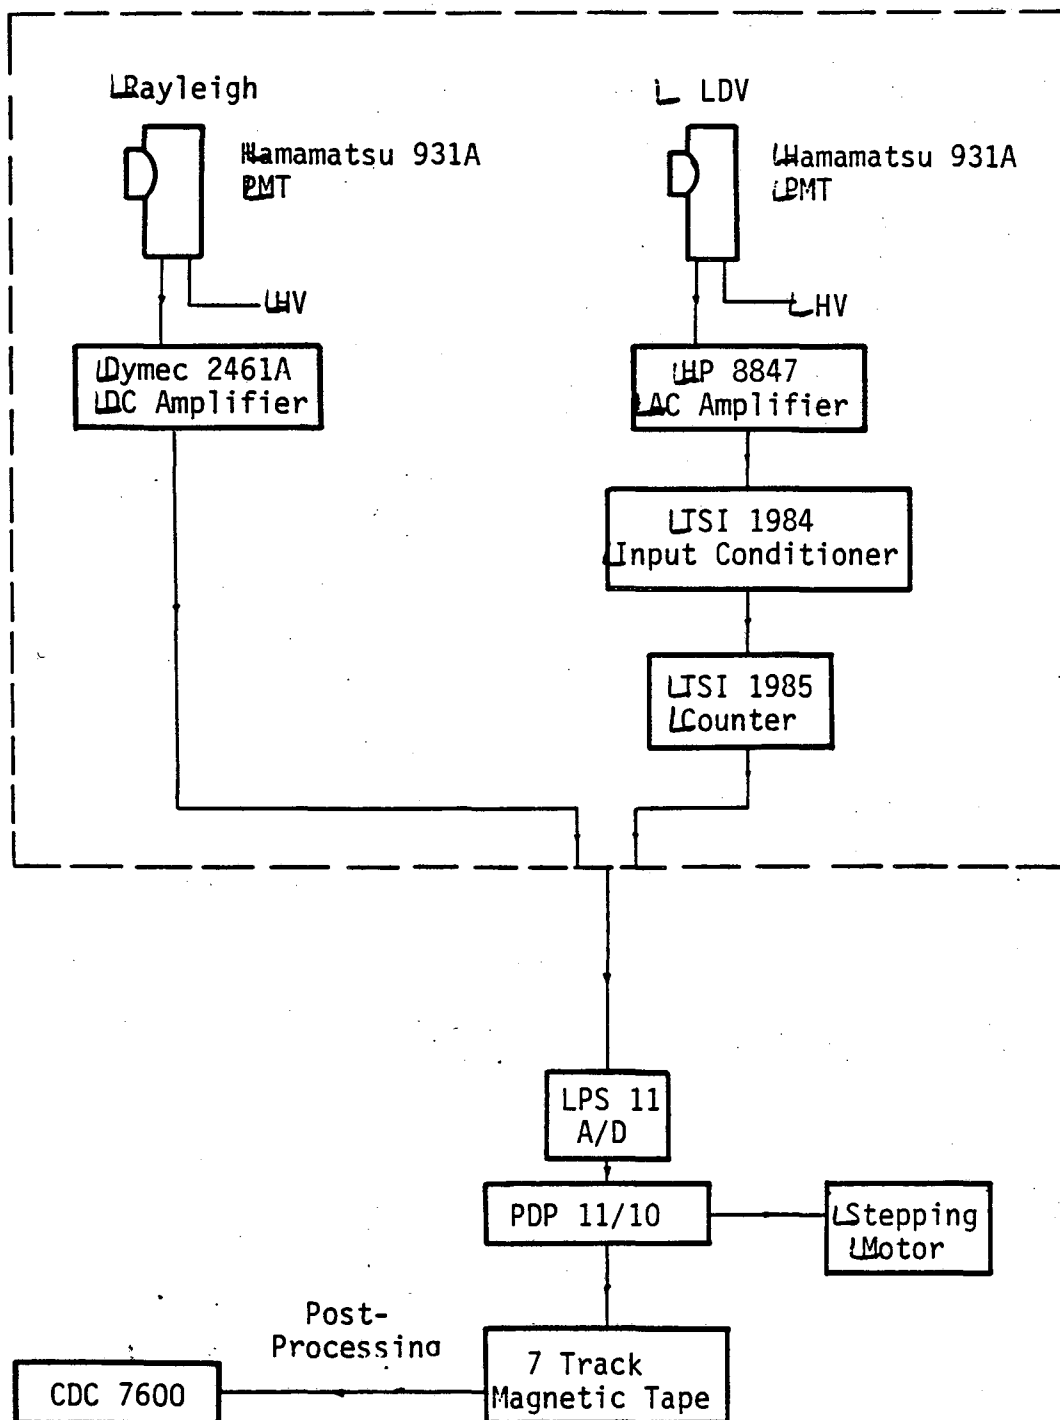 Rayleigh
Hamamatsu 931A
PMT
HV
Dymec 2461A
DC Amplifier
LDV
Hamamatsu 931A
PMT
HV
HP 8847
AC Amplifier
TSI 1984
Input Conditioner
TSI 1985
Counter
LPS 11
A/D
PDP 11/10
Stepping
Motor
Post-
Processing
7 Track
Magnetic Tape
CDC 7600